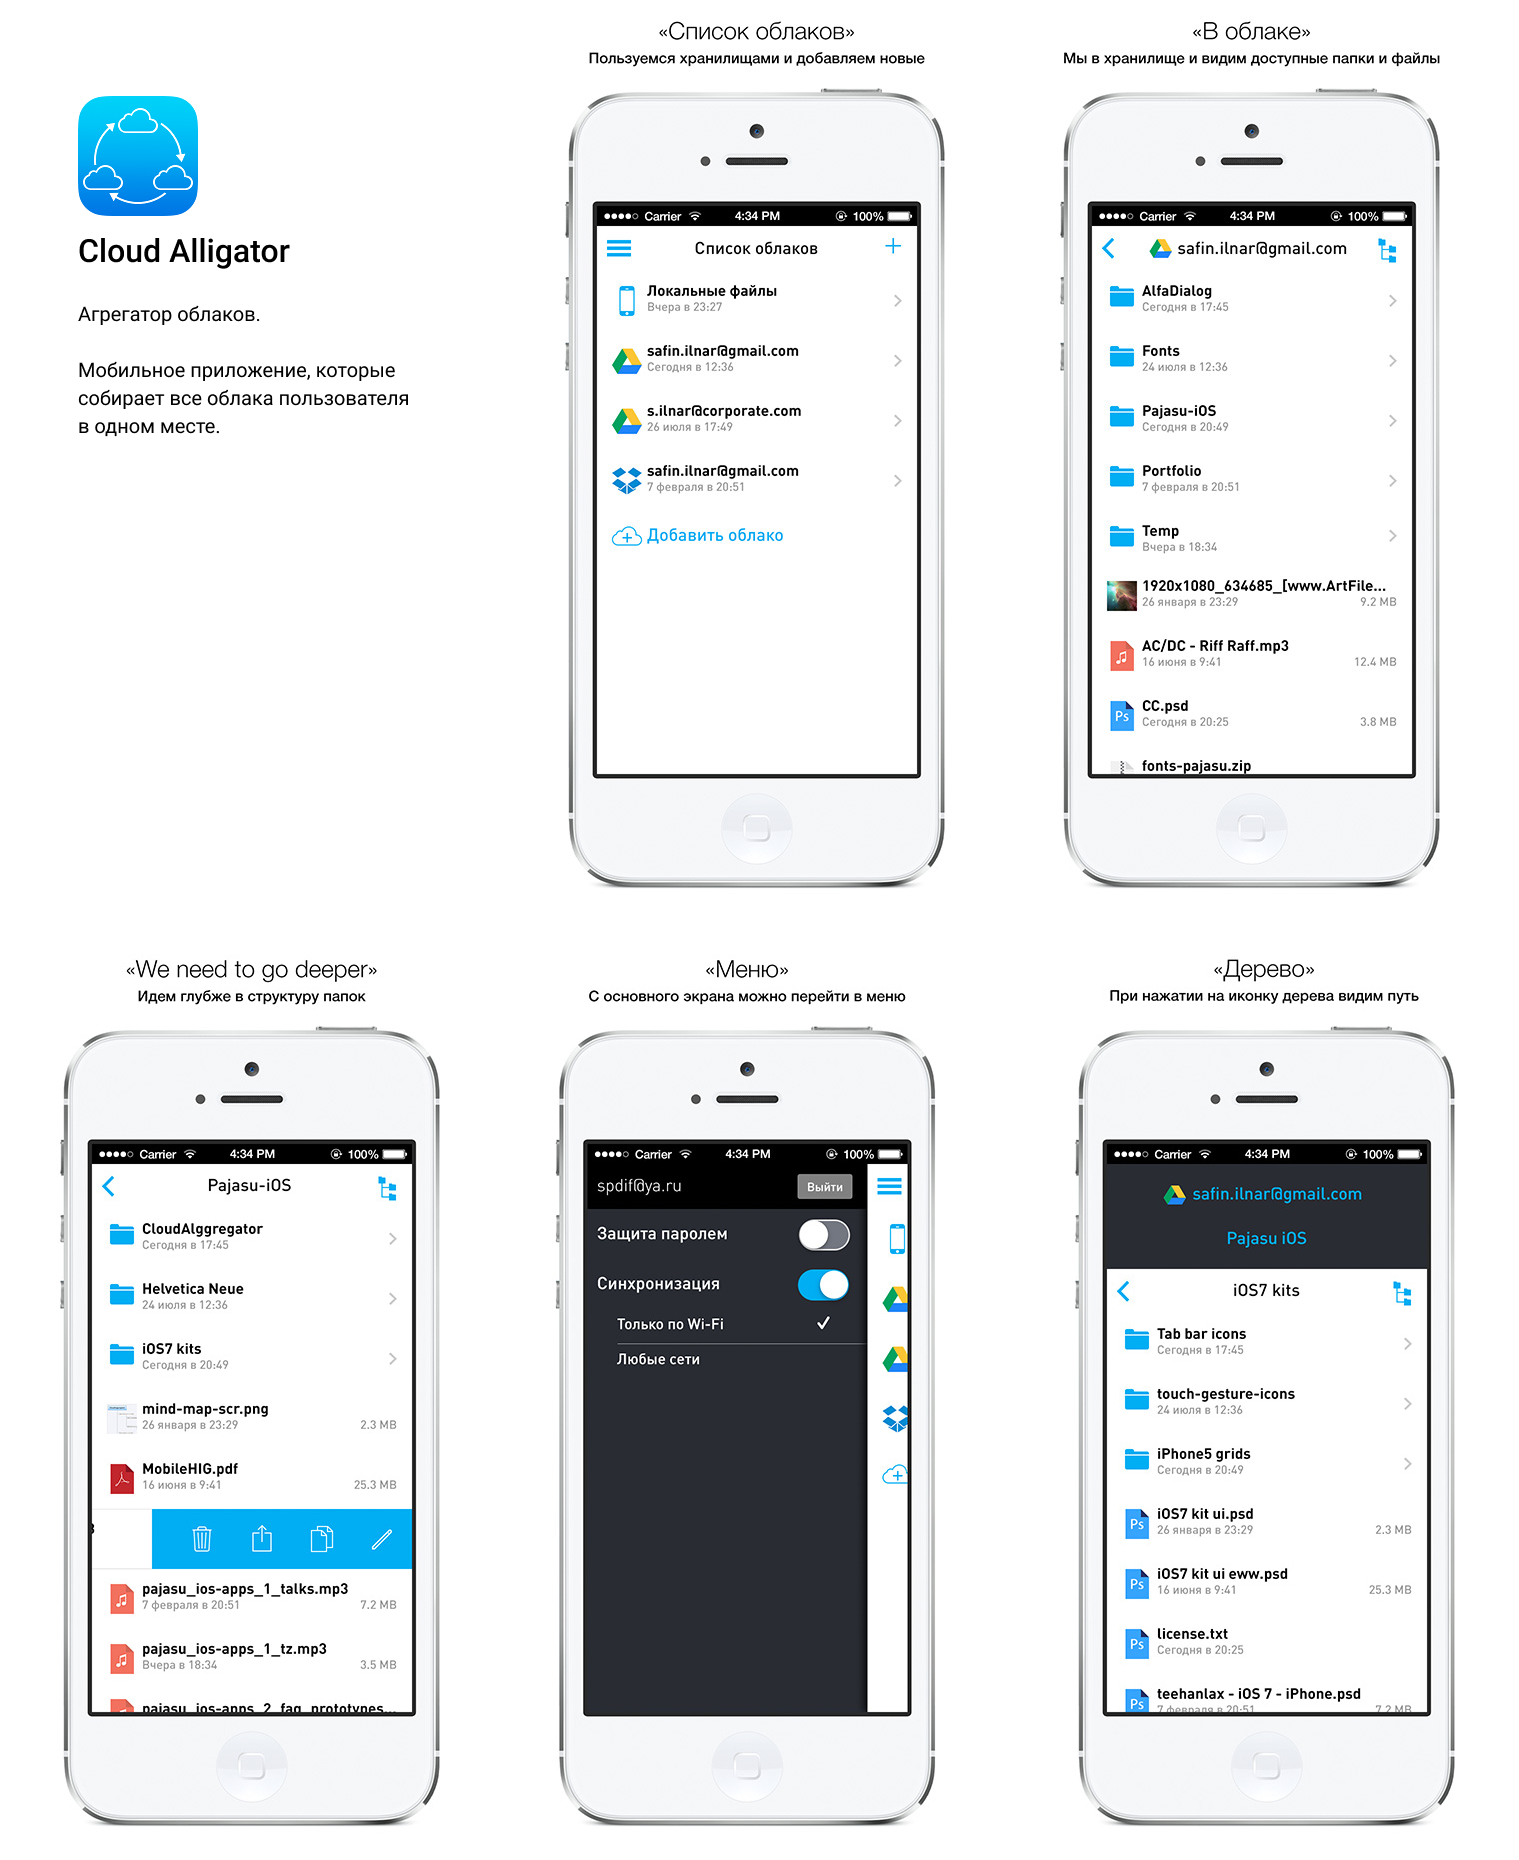 Cloud Alligator
Агрегатор облаков.
Мобильное приложение, которые
собирает все облака пользователя
в одном месте.
«Список облаков»
Пользуемся хранилищами и добавляем новые
Carrier 4:34 PM 100%
Список облаков +
Локальные файлы
Вчера в 23:27
safin.ilnar@gmail.com
Сегодня в 12:36
s.ilnar@corporate.com
26 июля в 17:49
safin.ilnar@gmail.com
7 февраля в 20:51
Добавить облако
«В облаке»
Мы в хранилище и видим доступные папки и файлы
Carrier 4:34 PM 100%
safin.ilnar@gmail.com
AlfaDialog
Сегодня в 17:45
Fonts
24 июля в 12:36
Pajasu-iOS
Сегодня в 20:49
Portfolio
7 февраля в 20:51
Temp
Вчера в 18:34
1920x1080_634685_[www.ArtFile...
26 января в 23:29 9.2 MB
AC/DC - Riff Raff.mp3
16 июня в 9:41 12.4 MB
Ps CC.psd
Сегодня в 20:25 3.8 MB
fonts-pajasu.zip
«We need to go deeper»
Идем глубже в структуру папок
Carrier 4:34 PM 100%
Pajasu-iOS
CloudAlggregator
Сегодня в 17:45
Helvetica Neue
24 июля в 12:36
iOS7 kits
Сегодня в 20:49
mind-map-scr.png
26 января в 23:29 2.3 MB
MobileHIG.pdf
16 июня в 9:41 25.3 MB
pajasu_ios-apps_1_talks.mp3
7 февраля в 20:51 7.2 MB
pajasu_ios-apps_1_tz.mp3
Вчера в 18:34 3.5 MB
pajasu_ios-apps_2_faq_prototypes...
«Меню»
С основного экрана можно перейти в меню
Carrier 4:34 PM 100%
spdif@ya.ru Выйти
Защита паролем
Синхронизация
Только по Wi-Fi
Любые сети
«Дерево»
При нажатии на иконку дерева видим путь
Carrier 4:34 PM 100%
safin.ilnar@gmail.com
Pajasu iOS
iOS7 kits
Tab bar icons
Сегодня в 17:45
touch-gesture-icons
24 июля в 12:36
iPhone5 grids
Сегодня в 20:49
Ps iOS7 kit ui.psd
26 января в 23:29 2.3 MB
Ps iOS7 kit ui eww.psd
16 июня в 9:41 25.3 MB
Ps license.txt
Сегодня в 20:25
Ps teehanlax - iOS 7 - iPhone.psd
7 февраля в 20:51 7.2 MB